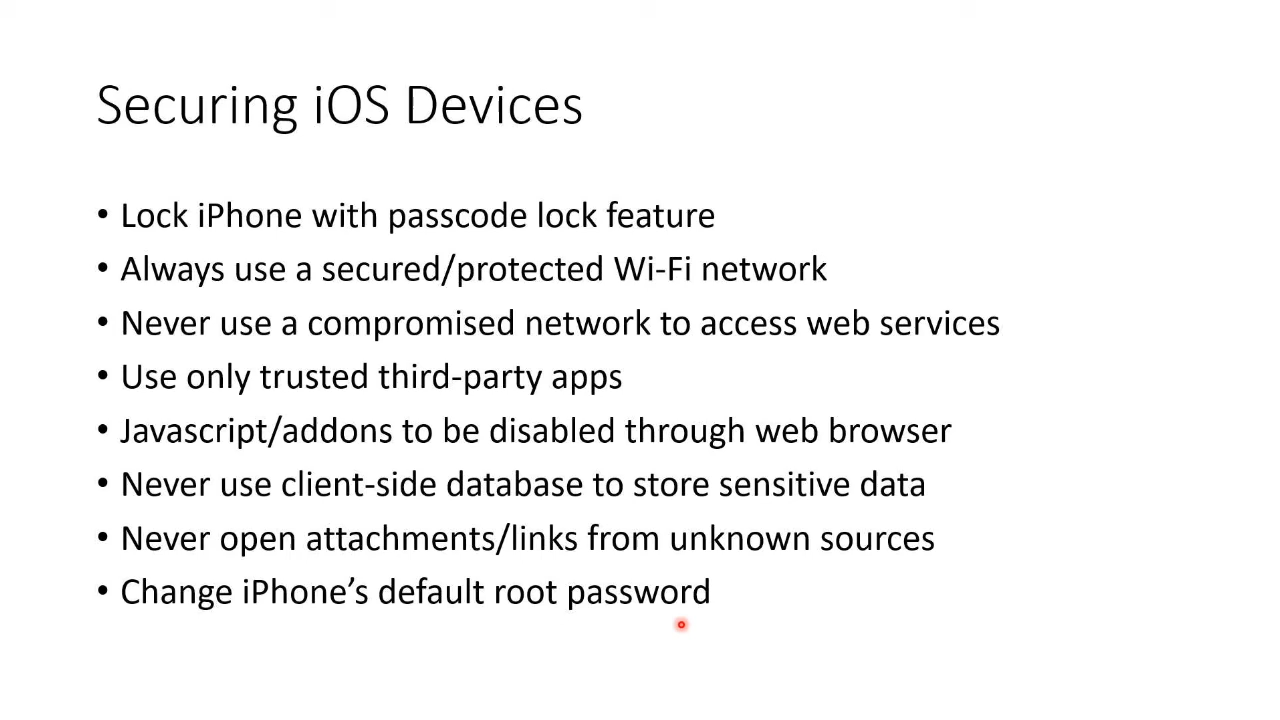 Securing iOS Devices
• Lock iPhone with passcode lock feature
• Always use a secured/protected Wi-Fi network
• Never use a compromised network to access web services
• Use only trusted third-party apps
• Javascript/addons to be disabled through web browser
• Never use client-side database to store sensitive data
• Never open attachments/links from unknown sources
• Change iPhone’s default root password